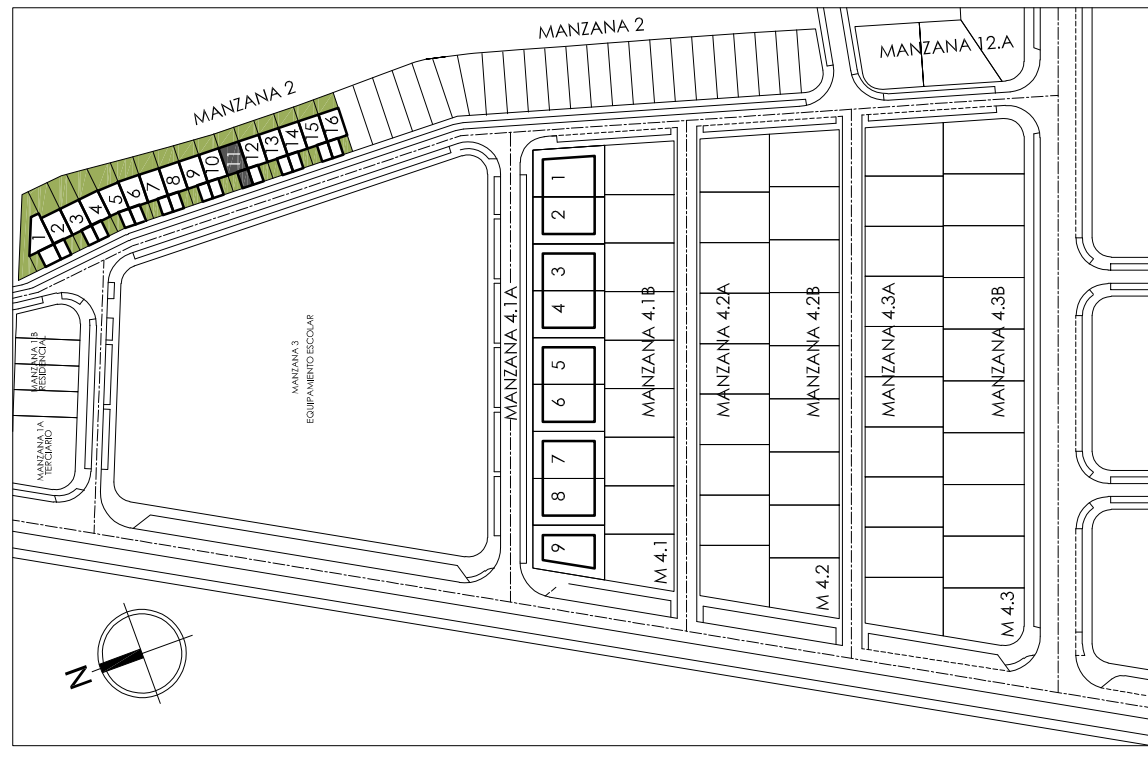 MANZANA 2
MANZANA 2
MANZANA 12.A
1
2
3
4
5
6
7
8
9
10
11
12
13
14
15
16
MANZANA 1.B
RESIDENCIAL
MANZANA 1A
TERCIARIO
MANZANA 3
EQUIPAMIENTO ESCOLAR
MANZANA 4.1A
1
2
3
4
5
6
7
8
9
MANZANA 4.1B
M 4.1
MANZANA 4.2A
MANZANA 4.2B
M 4.2
MANZANA 4.3A
MANZANA 4.3B
M 4.3
N